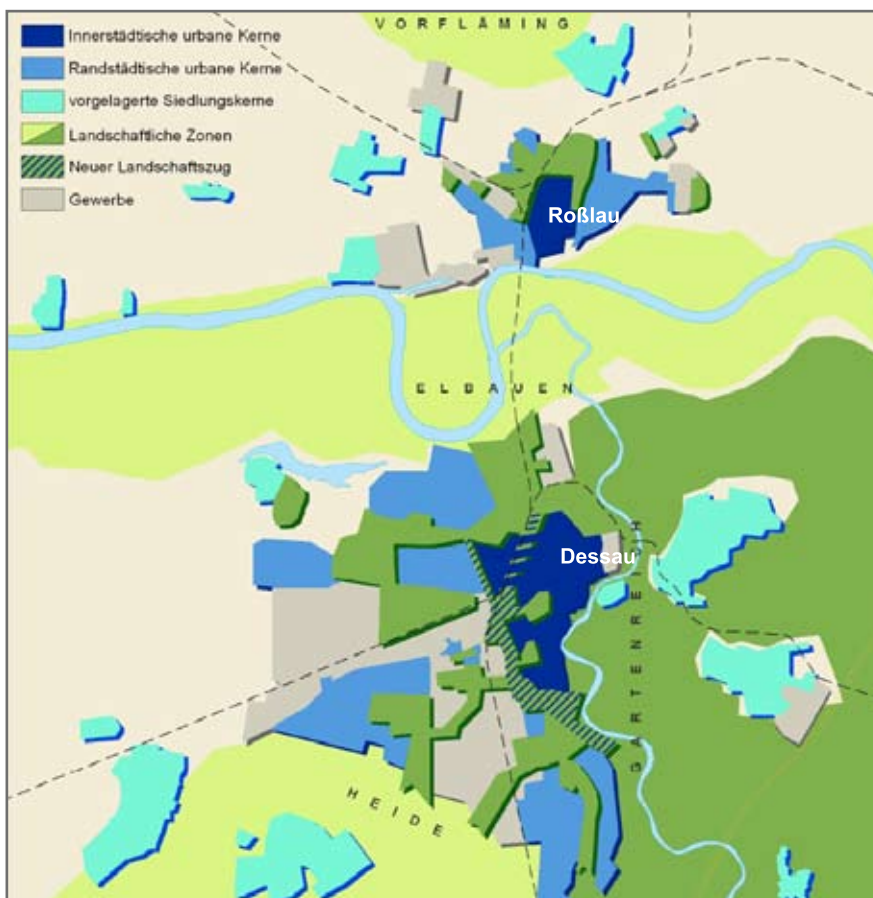 VORFLÄMING
Innerstädtische urbane Kerne
Randstädtische urbane Kerne
vorgelagerte Siedlungskerne
Landschaftliche Zonen
Neuer Landschaftszug
Gewerbe
Roßlau
ELBAUEN
Dessau
GARTENREICH
HEIDE